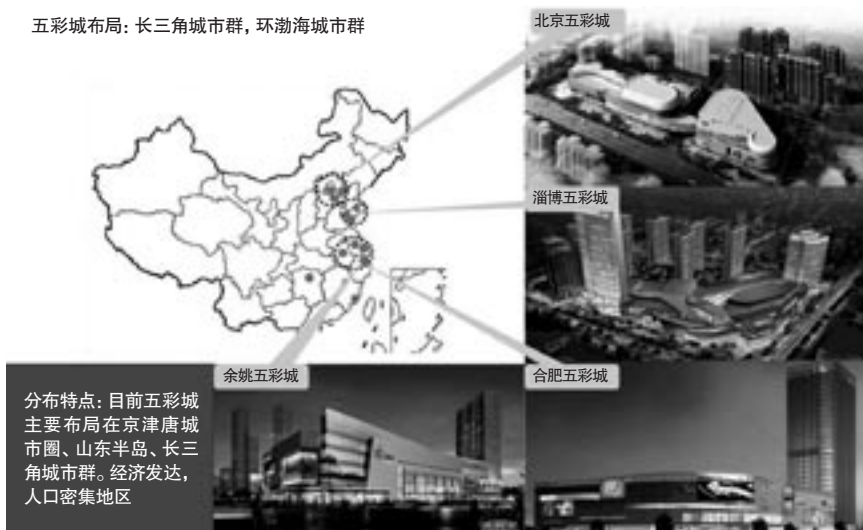 五彩城布局：长三角城市群，环渤海城市群
北京五彩城
淄博五彩城
余姚五彩城
合肥五彩城
分布特点：目前五彩城
主要布局在京津唐城
市圈、山东半岛、长三
角城市群。经济发达，
人口密集地区